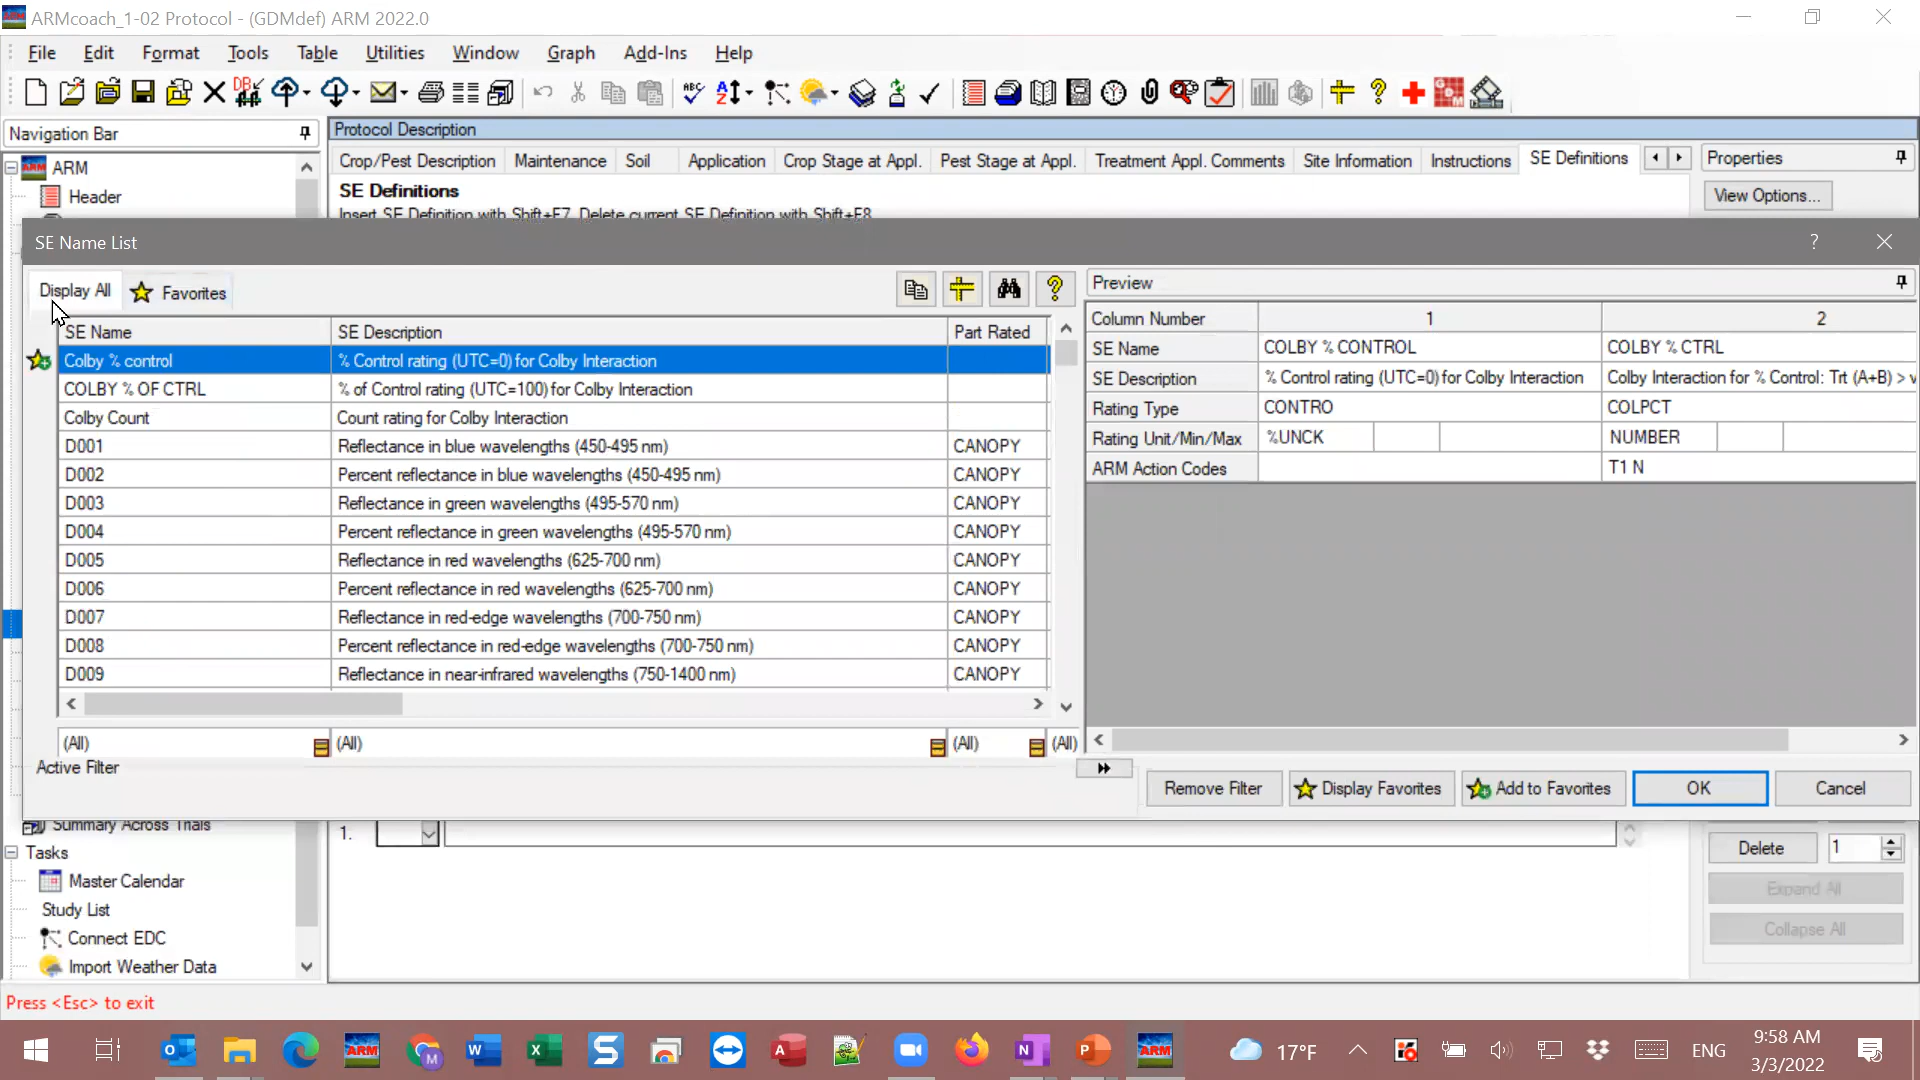 ARMcoach_1-02 Protocol - (GDMdef) ARM 2022.0
File Edit Format Tools Table Utilities Window Graph Add-Ins Help
Navigation Bar
ARM
Header
Protocol Description
Crop/Pest Description Maintenance Soil Application Crop Stage at Appl. Pest Stage at Appl. Treatment Appl. Comments Site Information Instructions SE Definitions
SE Definitions
Insert SE Definition with Shift+F7, Delete current SE Definition with Shift+F8
Properties
View Options...
SE Name List
Display All Favorites
SE Name SE Description Part Rated
Colby % control % Control rating (UTC=0) for Colby Interaction
COLBY % OF CTRL % of Control rating (UTC=100) for Colby Interaction
Colby Count Count rating for Colby Interaction
D001 Reflectance in blue wavelengths (450-495 nm) CANOPY
D002 Percent reflectance in blue wavelengths (450-495 nm) CANOPY
D003 Reflectance in green wavelengths (495-570 nm) CANOPY
D004 Percent reflectance in green wavelengths (495-570 nm) CANOPY
D005 Reflectance in red wavelengths (625-700 nm) CANOPY
D006 Percent reflectance in red wavelengths (625-700 nm) CANOPY
D007 Reflectance in red-edge wavelengths (700-750 nm) CANOPY
D008 Percent reflectance in red-edge wavelengths (700-750 nm) CANOPY
D009 Reflectance in near-infrared wavelengths (750-1400 nm) CANOPY
(All) (All) (All) (All)
Active Filter
Preview
Column Number 1 2
SE Name COLBY % CONTROL COLBY % CTRL
SE Description % Control rating (UTC=0) for Colby Interaction Colby Interaction for % Control: Trt (A+B) > v
Rating Type CONTRO COLPCT
Rating Unit/Min/Max %UNCK NUMBER
ARM Action Codes T1 N
Remove Filter Display Favorites Add to Favorites OK Cancel
Summary Across Trials
Tasks
Master Calendar
Study List
Connect EDC
Import Weather Data
1.
Delete 1
Expand All
Collapse All
Press <Esc> to exit
17°F ENG 9:58 AM
3/3/2022